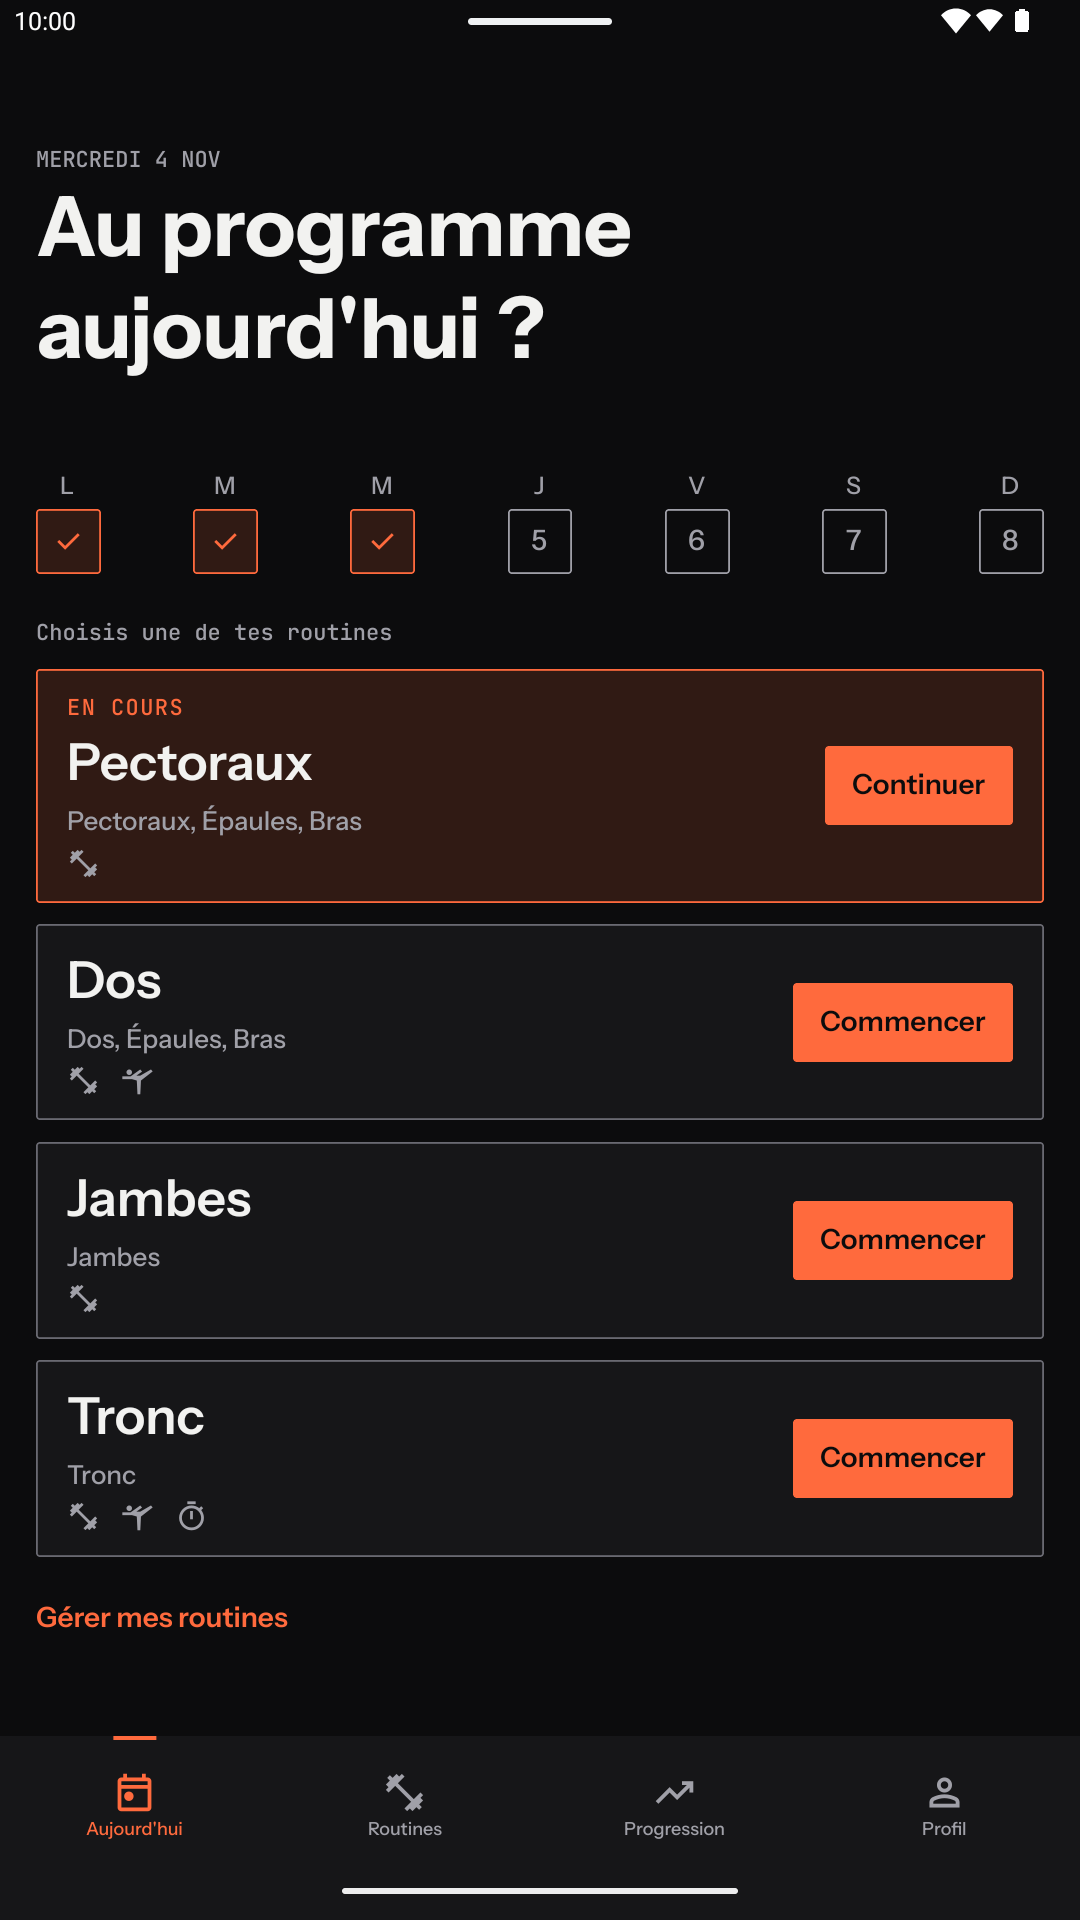 10:00
MERCREDI 4 NOV
Au programme
aujourd'hui ?
L M M J V S D
5 6 7 8
Choisis une de tes routines
EN COURS
Pectoraux
Pectoraux, Épaules, Bras
Continuer
Dos
Dos, Épaules, Bras
Commencer
Jambes
Jambes
Commencer
Tronc
Tronc
Commencer
Gérer mes routines
Aujourd'hui Routines Progression Profil